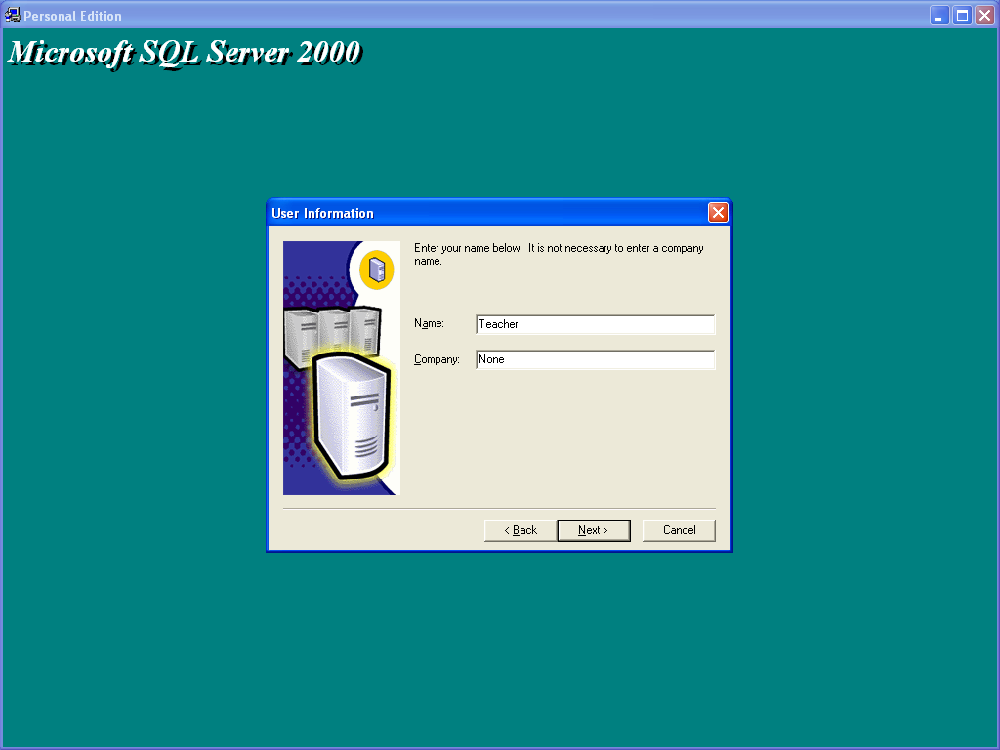 Personal Edition
Microsoft SQL Server 2000
User Information
Enter your name below.  It is not necessary to enter a company
name.
Name: Teacher
Company: None
< Back Next > Cancel